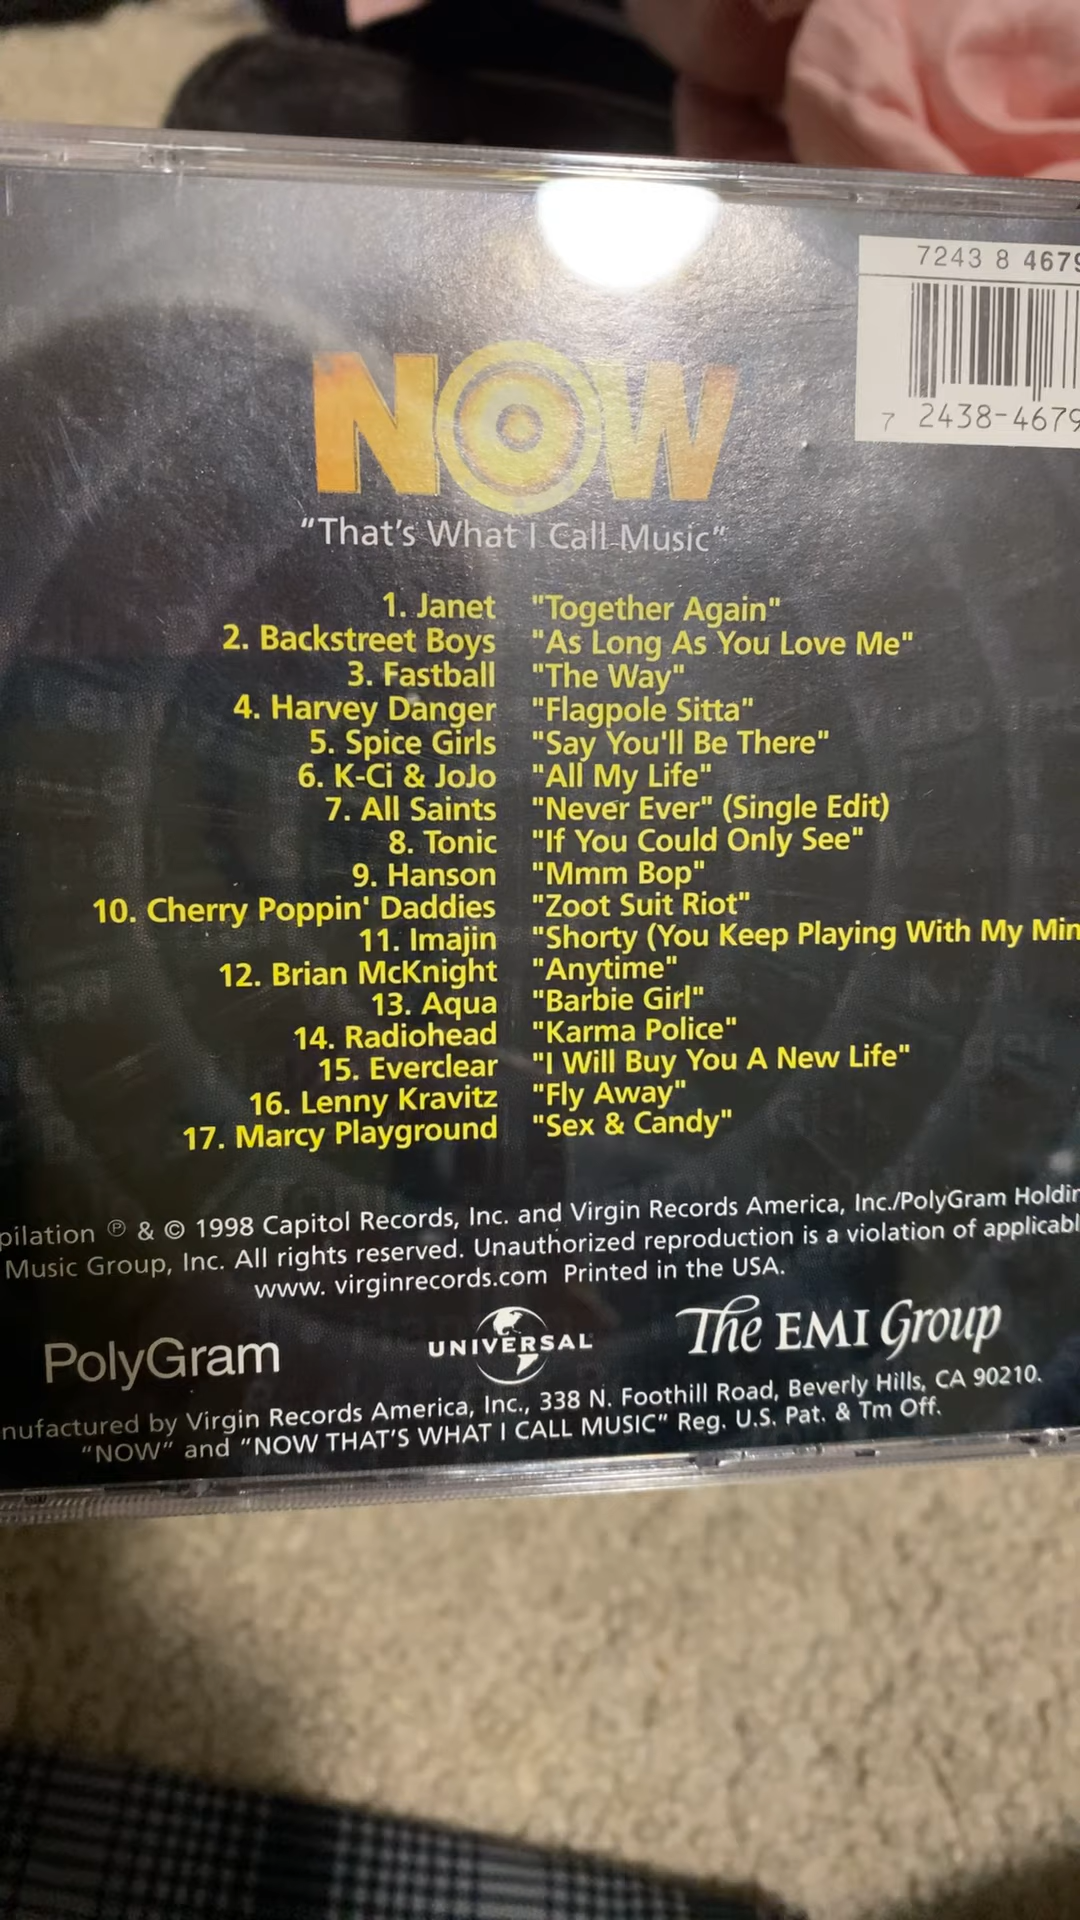 7243 8 4679
7 2438-4679
NOW
"That's What I Call Music"
1. Janet "Together Again"
2. Backstreet Boys "As Long As You Love Me"
3. Fastball "The Way"
4. Harvey Danger "Flagpole Sitta"
5. Spice Girls "Say You'll Be There"
6. K-Ci & JoJo "All My Life"
7. All Saints "Never Ever" (Single Edit)
8. Tonic "If You Could Only See"
9. Hanson "Mmm Bop"
10. Cherry Poppin' Daddies "Zoot Suit Riot"
11. Imajin "Shorty (You Keep Playing With My Min
12. Brian McKnight "Anytime"
13. Aqua "Barbie Girl"
14. Radiohead "Karma Police"
15. Everclear "I Will Buy You A New Life"
16. Lenny Kravitz "Fly Away"
17. Marcy Playground "Sex & Candy"
pilation ℗ & © 1998 Capitol Records, Inc. and Virgin Records America, Inc./PolyGram Holdin
Music Group, Inc. All rights reserved. Unauthorized reproduction is a violation of applicabl
www. virginrecords.com Printed in the USA.
PolyGram UNIVERSAL The EMI Group
nufactured by Virgin Records America, Inc., 338 N. Foothill Road, Beverly Hills, CA 90210.
"NOW" and "NOW THAT'S WHAT I CALL MUSIC" Reg. U.S. Pat. & Tm Off.